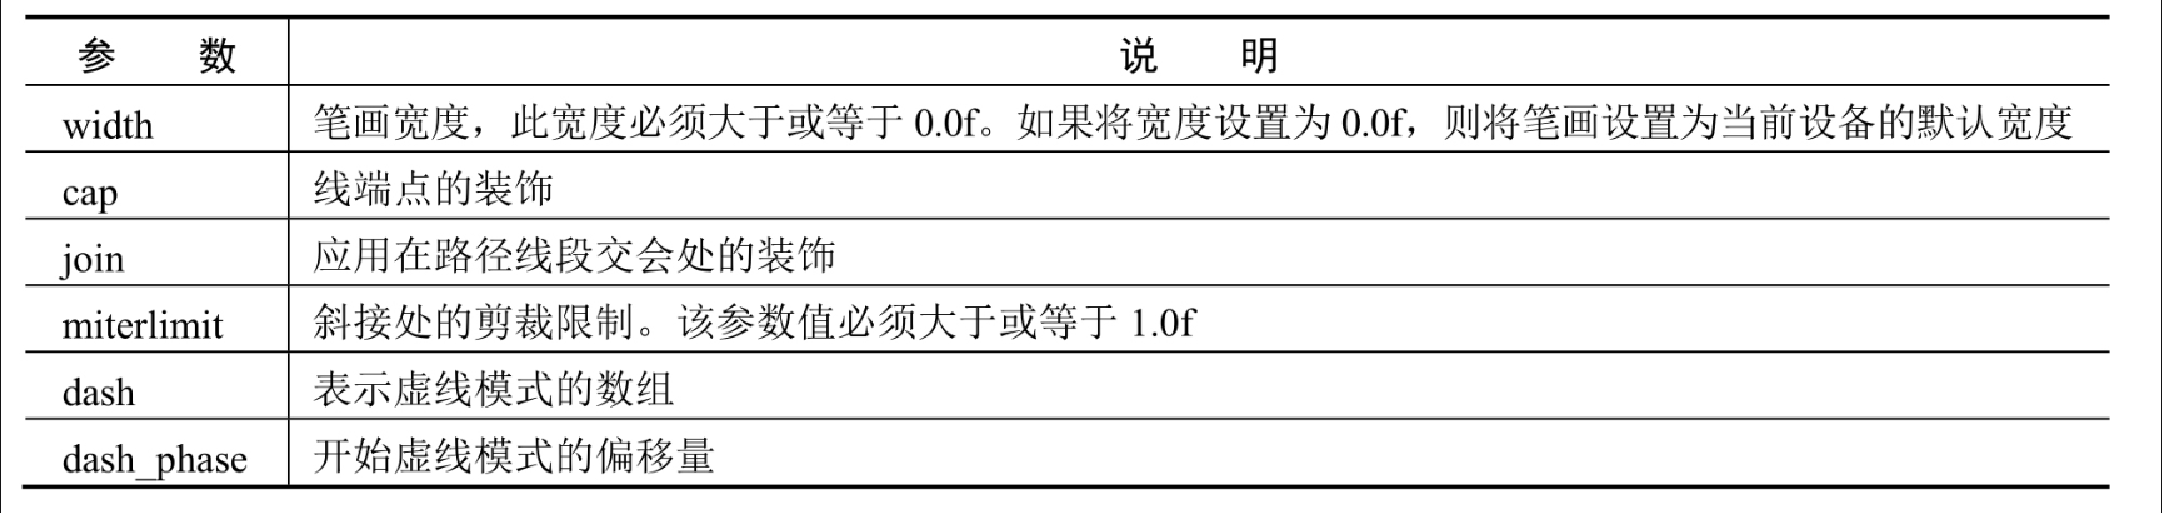 参 数 说 明
width 笔画宽度，此宽度必须大于或等于 0.0f。如果将宽度设置为 0.0f，则将笔画设置为当前设备的默认宽度
cap 线端点的装饰
join 应用在路径线段交会处的装饰
miterlimit 斜接处的剪裁限制。该参数值必须大于或等于 1.0f
dash 表示虚线模式的数组
dash_phase 开始虚线模式的偏移量